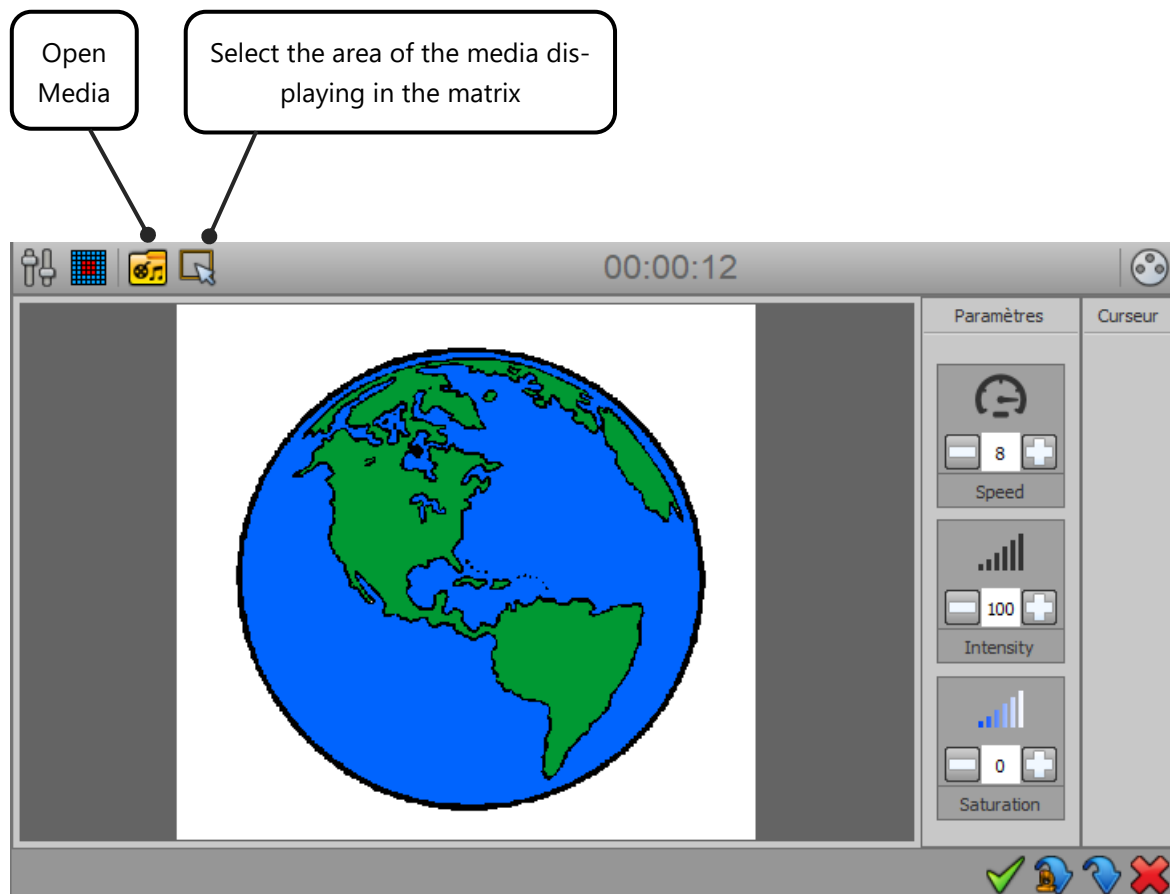 Open
Media
Select the area of the media dis-
playing in the matrix
00:00:12
Paramètres
Curseur
8
Speed
100
Intensity
0
Saturation